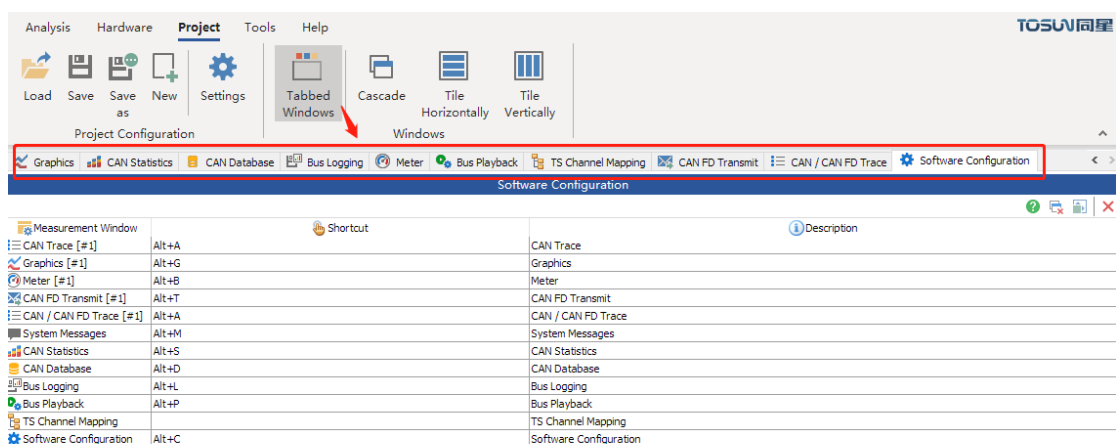 Analysis Hardware Project Tools Help
TOSUN同星
Load Save Save as New Settings Tabbed Windows Cascade Tile Horizontally Tile Vertically
Project Configuration Windows
Graphics CAN Statistics CAN Database Bus Logging Meter Bus Playback TS Channel Mapping CAN FD Transmit CAN / CAN FD Trace Software Configuration
Software Configuration
Measurement Window Shortcut Description
CAN Trace [#1] Alt+A CAN Trace
Graphics [#1] Alt+G Graphics
Meter [#1] Alt+B Meter
CAN FD Transmit [#1] Alt+T CAN FD Transmit
CAN / CAN FD Trace [#1] Alt+A CAN / CAN FD Trace
System Messages Alt+M System Messages
CAN Statistics Alt+S CAN Statistics
CAN Database Alt+D CAN Database
Bus Logging Alt+L Bus Logging
Bus Playback Alt+P Bus Playback
TS Channel Mapping TS Channel Mapping
Software Configuration Alt+C Software Configuration